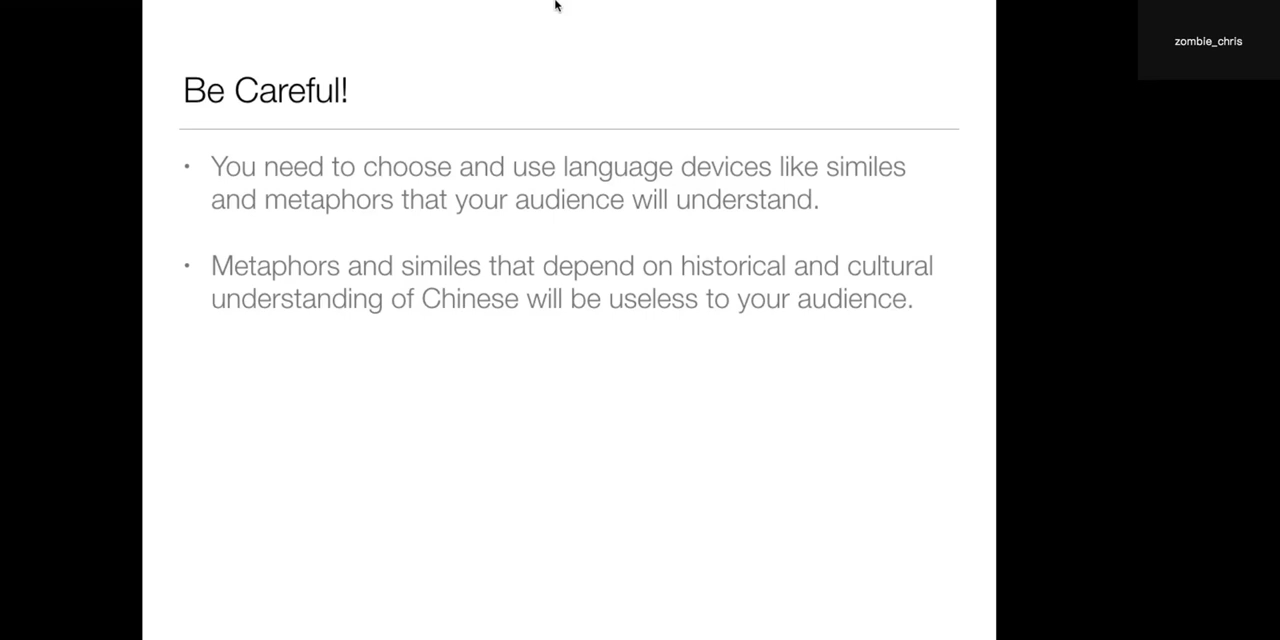 zombie_chris
Be Careful!
• You need to choose and use language devices like similes
and metaphors that your audience will understand.
• Metaphors and similes that depend on historical and cultural
understanding of Chinese will be useless to your audience.